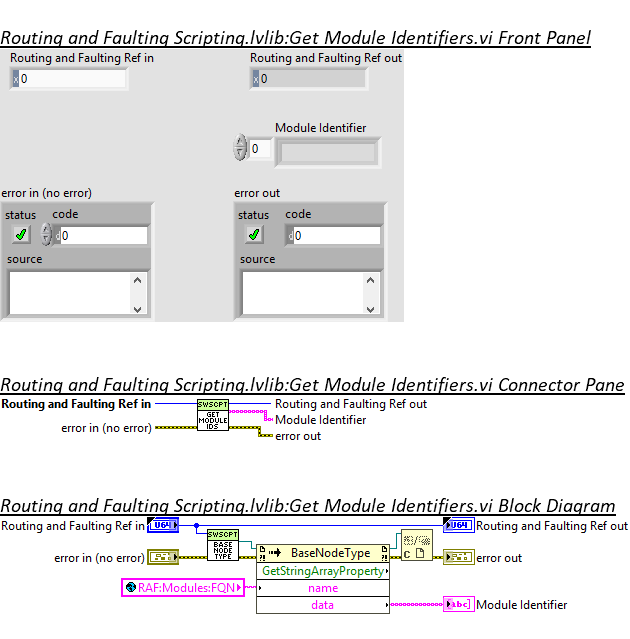 Routing and Faulting Scripting.lvlib:Get Module Identifiers.vi Front Panel
Routing and Faulting Ref in Routing and Faulting Ref out
x 0 x 0
Module Identifier
0
error in (no error) error out
status code status code
d 0 d 0
source source
Routing and Faulting Scripting.lvlib:Get Module Identifiers.vi Connector Pane
Routing and Faulting Ref in SWSCPT Routing and Faulting Ref out
GET MODULE IDS Module Identifier
error in (no error) error out
Routing and Faulting Scripting.lvlib:Get Module Identifiers.vi Block Diagram
Routing and Faulting Ref in U64 U64 Routing and Faulting Ref out
SWSCPT
BASE NODE TYPE
BaseNodeType
error in (no error) C error out
GetStringArrayProperty
RAF:Modules:FQN name
data abc Module Identifier